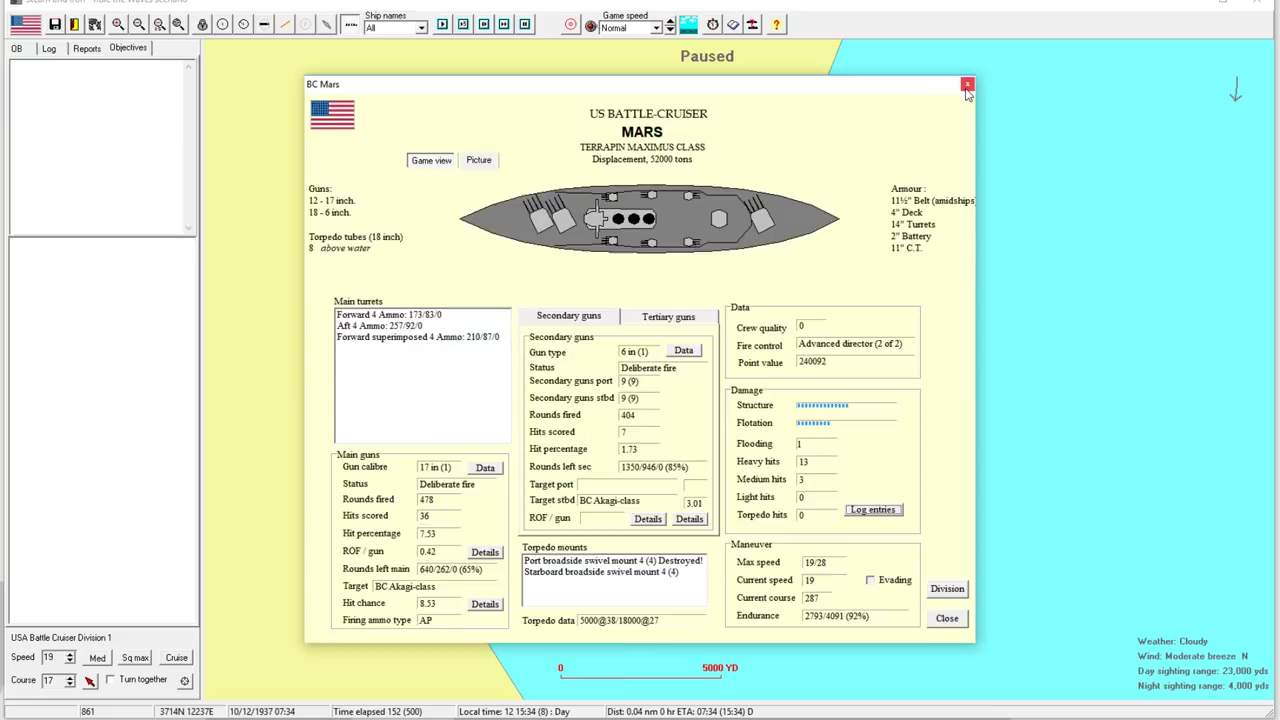 Ship names
All
Game speed
Normal
OB
Log
Reports
Objectives
Paused
BC Mars
x
US BATTLE-CRUISER
MARS
TERRAPIN MAXIMUS CLASS
Displacement, 52000 tons
Game view
Picture
Guns:
12 - 17 inch.
18 - 6 inch.
Torpedo tubes (18 inch)
8 above water
Armour :
11½" Belt (amidships)
4" Deck
14" Turrets
2" Battery
11" C.T.
Main turrets
Forward 4 Ammo: 173/83/0
Aft 4 Ammo: 257/92/0
Forward superimposed 4 Ammo: 210/87/0
Main guns
Gun calibre 17 in (1) Data
Status Deliberate fire
Rounds fired 478
Hits scored 36
Hit percentage 7.53
ROF / gun 0.42 Details
Rounds left main 640/262/0 (65%)
Target BC Akagi-class
Hit chance 8.53 Details
Firing ammo type AP
Secondary guns
Tertiary guns
Secondary guns
Gun type 6 in (1) Data
Status Deliberate fire
Secondary guns port 9 (9)
Secondary guns stbd 9 (9)
Rounds fired 404
Hits scored 7
Hit percentage 1.73
Rounds left sec 1350/946/0 (85%)
Target port
Target stbd BC Akagi-class 3.01
ROF / gun Details Details
Torpedo mounts
Port broadside swivel mount 4 (4) Destroyed!
Starboard broadside swivel mount 4 (4)
Torpedo data 5000@38/18000@27
Data
Crew quality 0
Fire control Advanced director (2 of 2)
Point value 240092
Damage
Structure
Flotation
Flooding 1
Heavy hits 13
Medium hits 3
Light hits 0
Log entries
Torpedo hits 0
Maneuver
Max speed 19/28
Current speed 19 Evading
Current course 287
Endurance 2793/4091 (92%)
Division
Close
USA Battle Cruiser Division 1
Speed 19 Med Sq max Cruise
Course 17 Turn together
0 5000 YD
Weather: Cloudy
Wind: Moderate breeze N
Day sighting range: 23,000 yds
Night sighting range: 4,000 yds
861 3714N 12237E 10/12/1937 07:34 Time elapsed 152 (500) Local time: 12 15:34 (8) : Day Dist: 0.04 nm 0 hr ETA: 07:34 (15:34) D